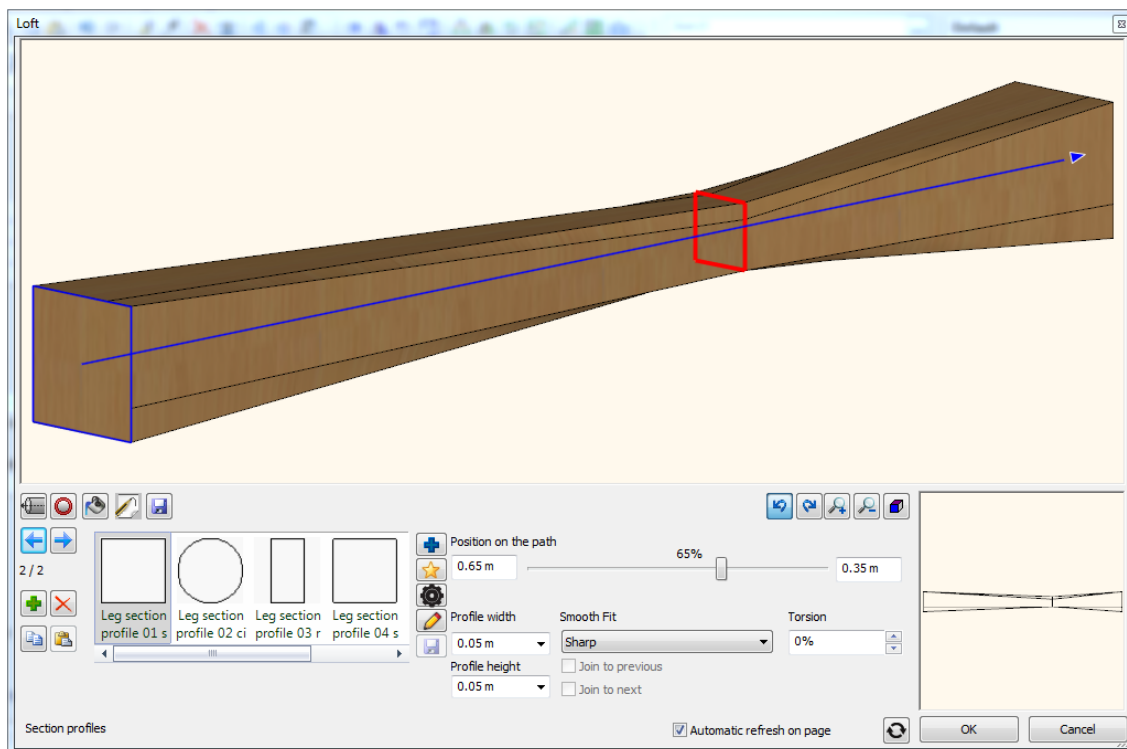 Loft
Default
Position on the path
0.65 m
65%
0.35 m
2 / 2
Leg section profile 01 s
Leg section profile 02 ci
Leg section profile 03 r
Leg section profile 04 s
Profile width
Smooth Fit
Torsion
0.05 m
Sharp
0%
Profile height
Join to previous
0.05 m
Join to next
Section profiles
Automatic refresh on page
OK
Cancel